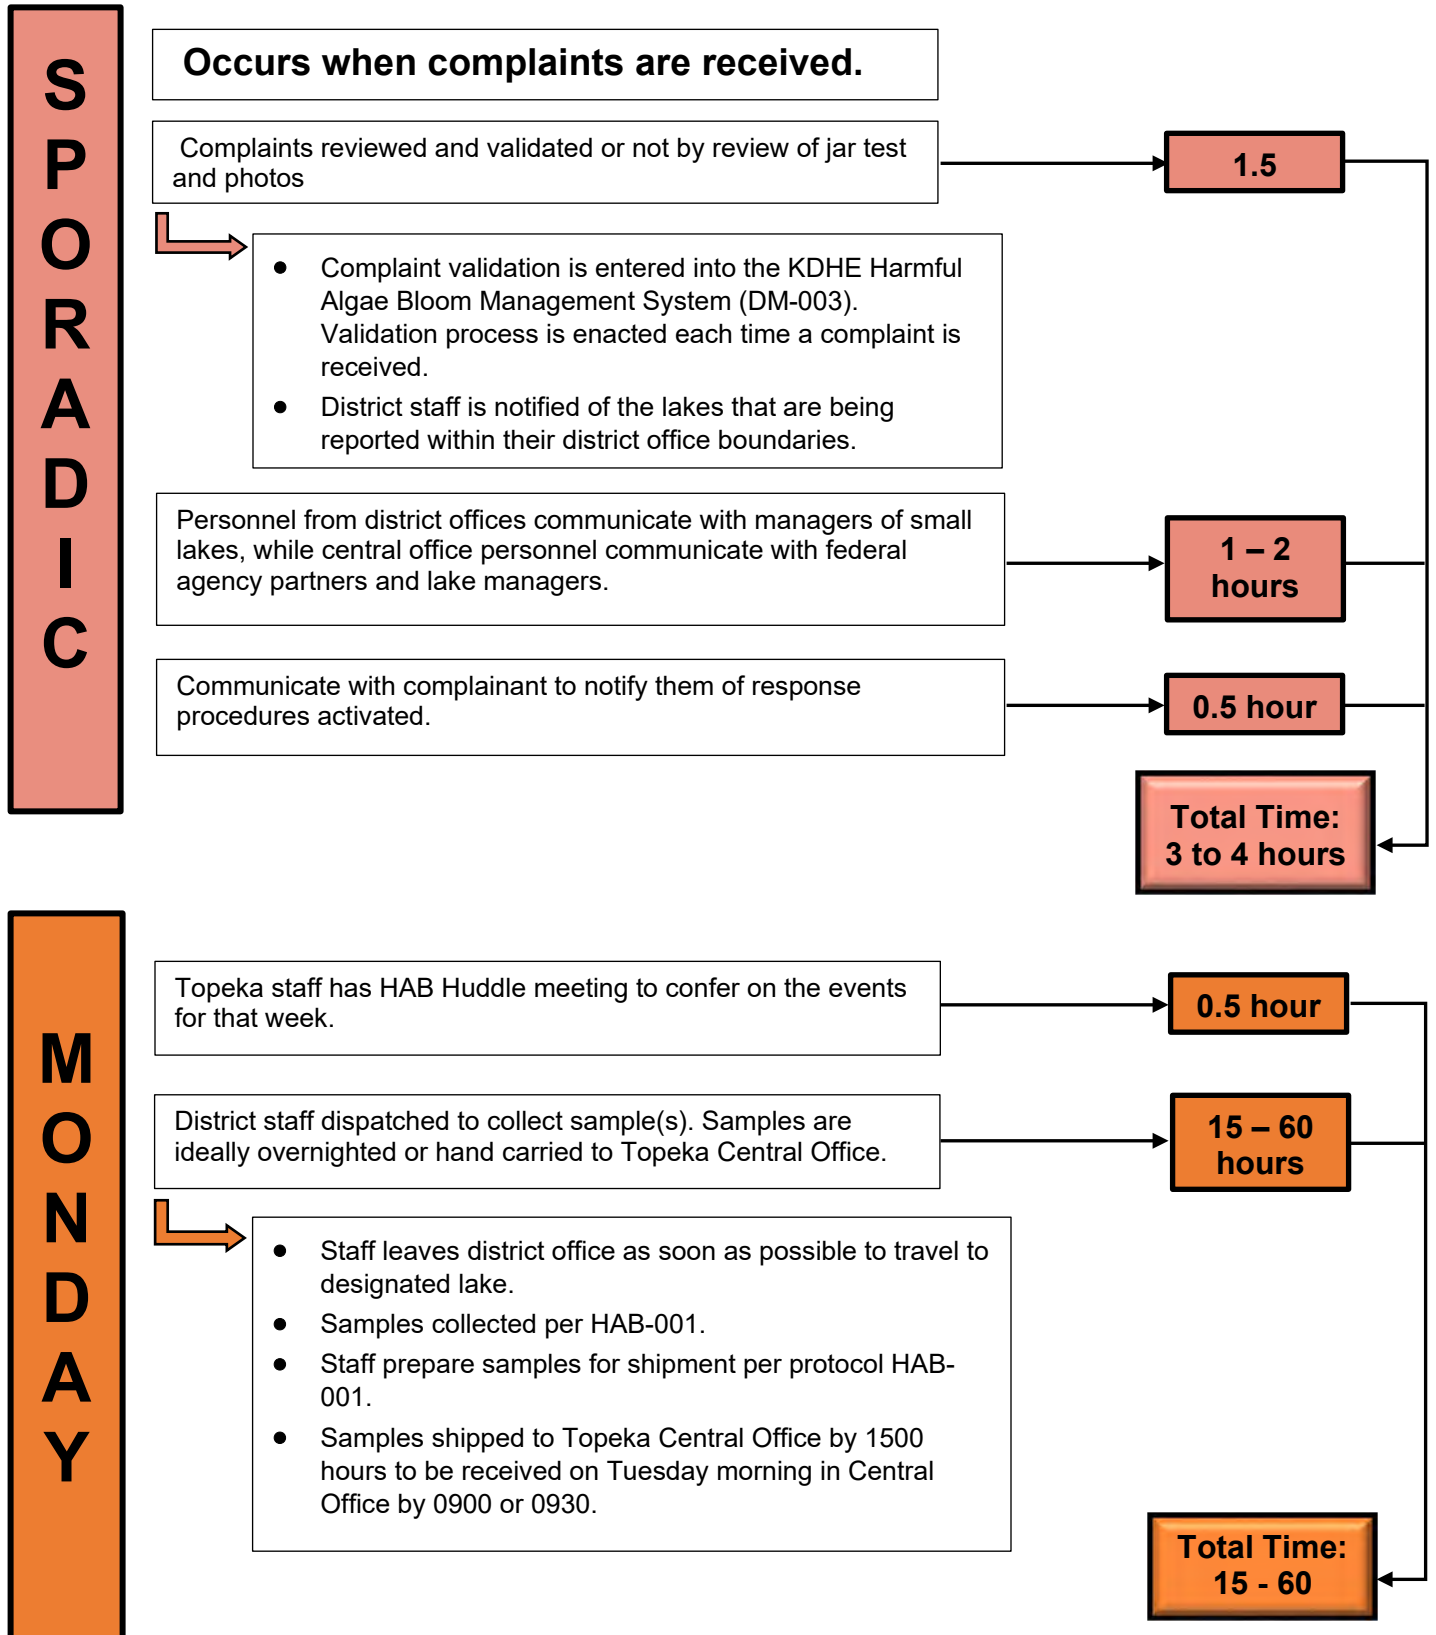 SPORADIC
Occurs when complaints are received.
Complaints reviewed and validated or not by review of jar test
and photos
1.5
● Complaint validation is entered into the KDHE Harmful
Algae Bloom Management System (DM-003).
Validation process is enacted each time a complaint is
received.
● District staff is notified of the lakes that are being
reported within their district office boundaries.
Personnel from district offices communicate with managers of small
lakes, while central office personnel communicate with federal
agency partners and lake managers.
1 – 2
hours
Communicate with complainant to notify them of response
procedures activated.
0.5 hour
Total Time:
3 to 4 hours
MONDAY
Topeka staff has HAB Huddle meeting to confer on the events
for that week.
0.5 hour
District staff dispatched to collect sample(s). Samples are
ideally overnighted or hand carried to Topeka Central Office.
15 – 60
hours
● Staff leaves district office as soon as possible to travel to
designated lake.
● Samples collected per HAB-001.
● Staff prepare samples for shipment per protocol HAB-
001.
● Samples shipped to Topeka Central Office by 1500
hours to be received on Tuesday morning in Central
Office by 0900 or 0930.
Total Time:
15 - 60